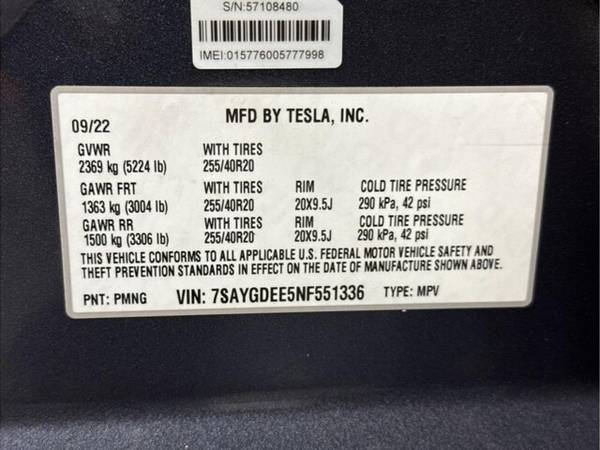 S/N:57108480
IMEI:015776005777998
MFD BY TESLA, INC.
09/22
GVWR WITH TIRES
2369 kg (5224 lb) 255/40R20
GAWR FRT WITH TIRES RIM COLD TIRE PRESSURE
1363 kg (3004 lb) 255/40R20 20X9.5J 290 kPa, 42 psi
GAWR RR WITH TIRES RIM COLD TIRE PRESSURE
1500 kg (3306 lb) 255/40R20 20X9.5J 290 kPa, 42 psi
THIS VEHICLE CONFORMS TO ALL APPLICABLE U.S. FEDERAL MOTOR VEHICLE SAFETY AND
THEFT PREVENTION STANDARDS IN EFFECT ON THE DATE OF MANUFACTURE SHOWN ABOVE.
PNT: PMNG VIN: 7SAYGDEE5NF551336 TYPE: MPV